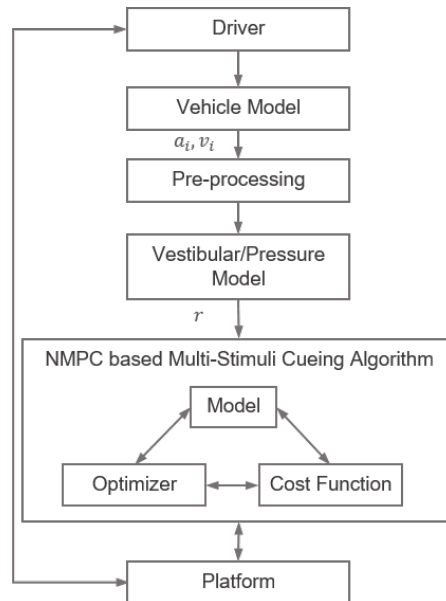 Driver
Vehicle Model
a_i, v_i
Pre-processing
Vestibular/Pressure
Model
r
NMPC based Multi-Stimuli Cueing Algorithm
Model
Optimizer
Cost Function
Platform